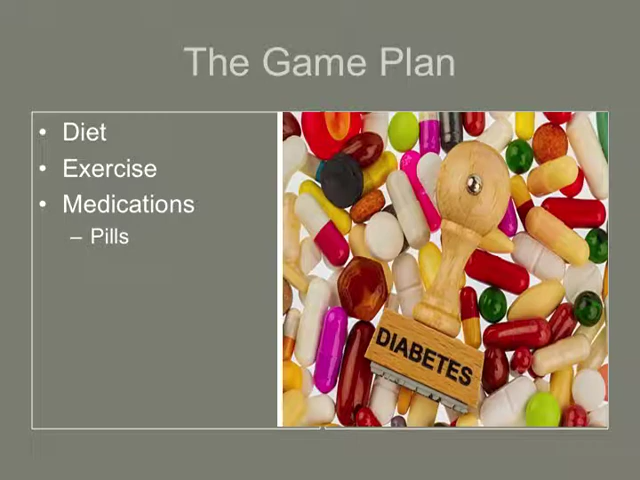 The Game Plan
• Diet
• Exercise
• Medications
– Pills
DIABETES